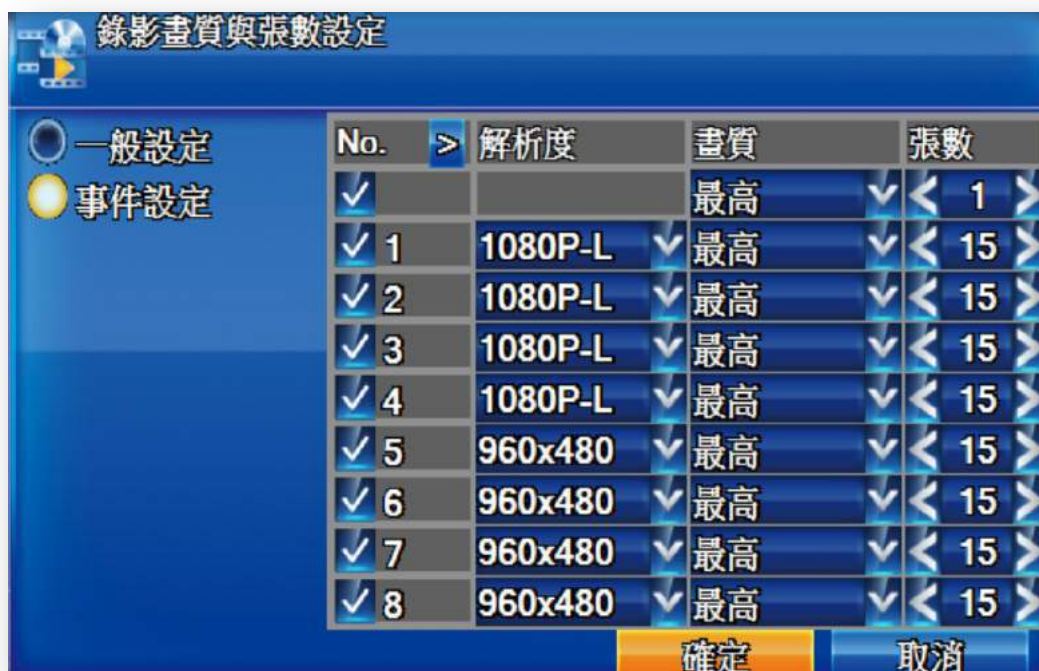 錄影畫質與張數設定
一般設定
事件設定
No. > 解析度 畫質 張數
最高 1
1 1080P-L 最高 15
2 1080P-L 最高 15
3 1080P-L 最高 15
4 1080P-L 最高 15
5 960x480 最高 15
6 960x480 最高 15
7 960x480 最高 15
8 960x480 最高 15
確定 取消